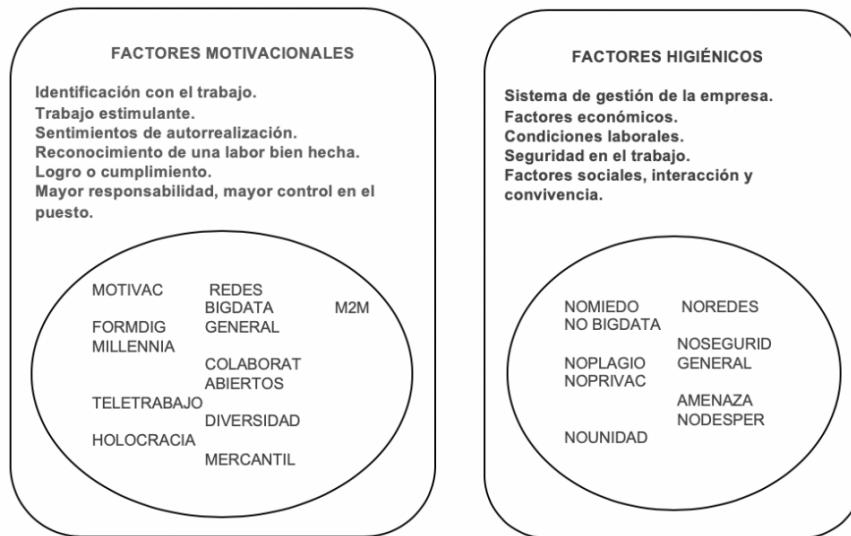 FACTORES MOTIVACIONALES
Identificación con el trabajo.
Trabajo estimulante.
Sentimientos de autorrealización.
Reconocimiento de una labor bien hecha.
Logro o cumplimiento.
Mayor responsabilidad, mayor control en el
puesto.
MOTIVAC REDES
BIGDATA M2M
FORMDIG GENERAL
MILLENNIA
COLABORAT
ABIERTOS
TELETRABAJO
DIVERSIDAD
HOLOCRACIA
MERCANTIL
FACTORES HIGIÉNICOS
Sistema de gestión de la empresa.
Factores económicos.
Condiciones laborales.
Seguridad en el trabajo.
Factores sociales, interacción y
convivencia.
NOMIEDO NOREDES
NO BIGDATA
NOSEGURID
NOPLAGIO GENERAL
NOPRIVAC
AMENAZA
NODESPER
NOUNIDAD